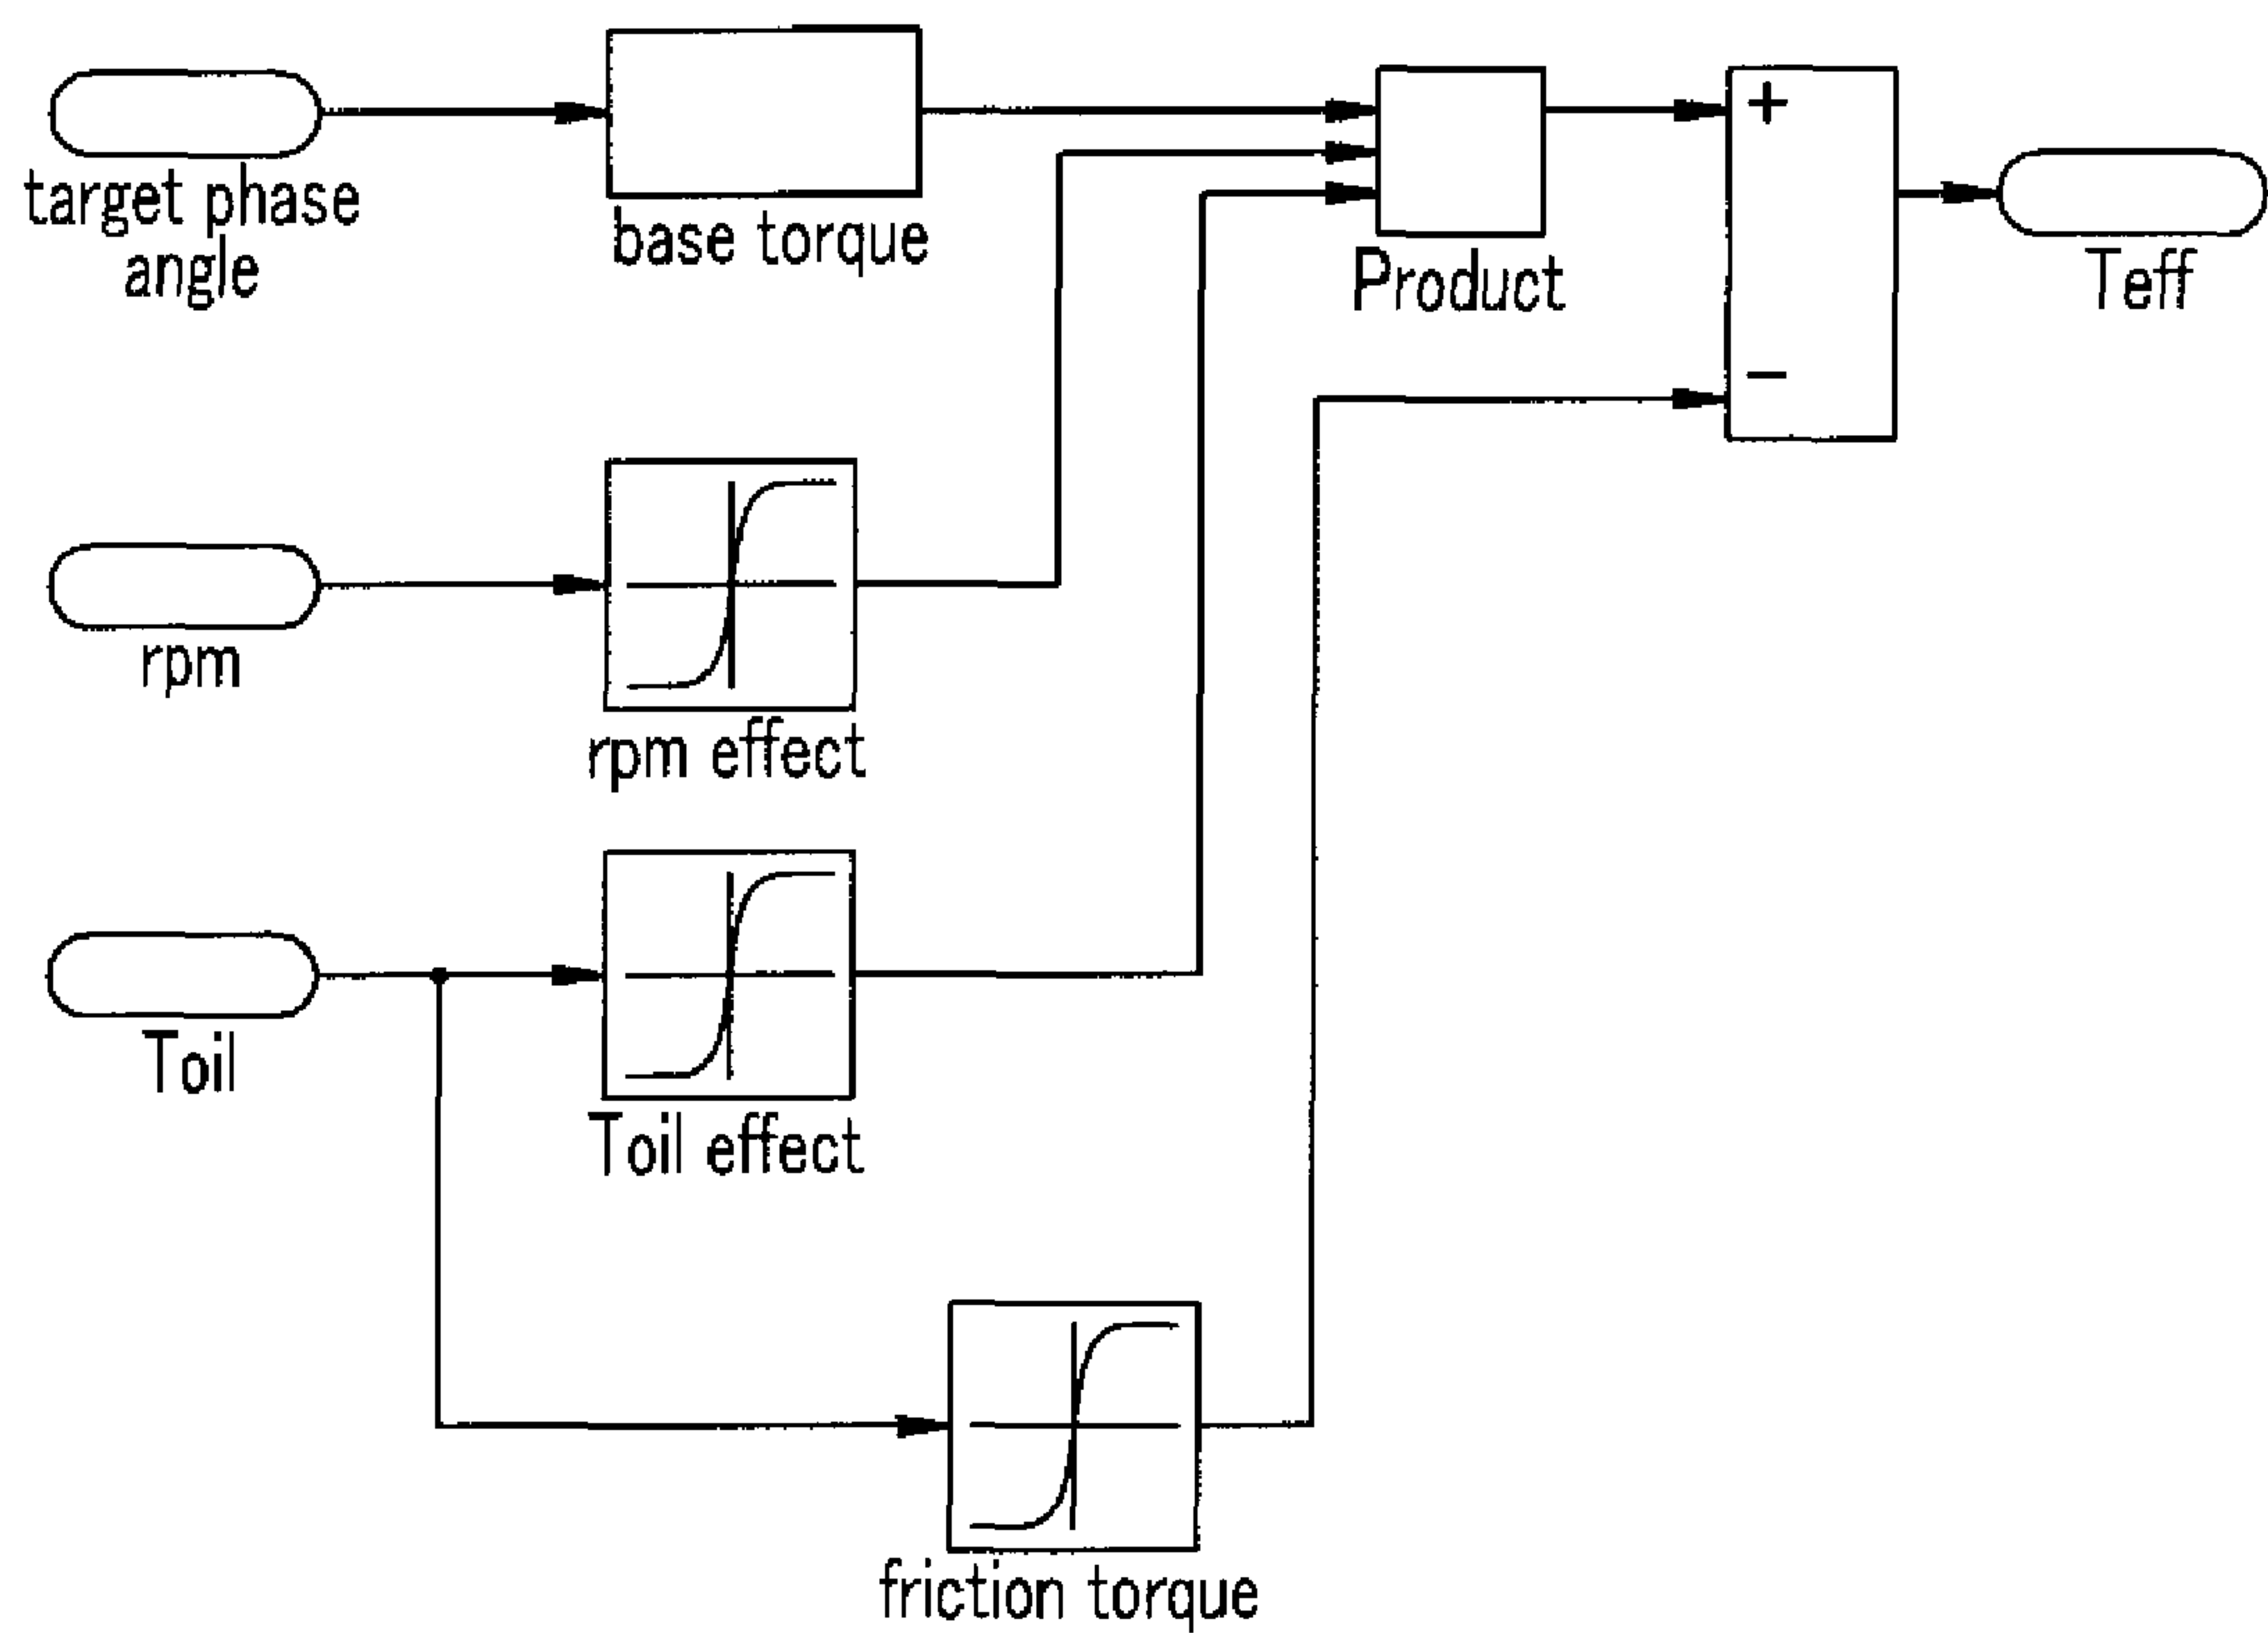 target phase
angle
base torque
Product
+
−
Teff
rpm
rpm effect
Toil
Toil effect
friction torque